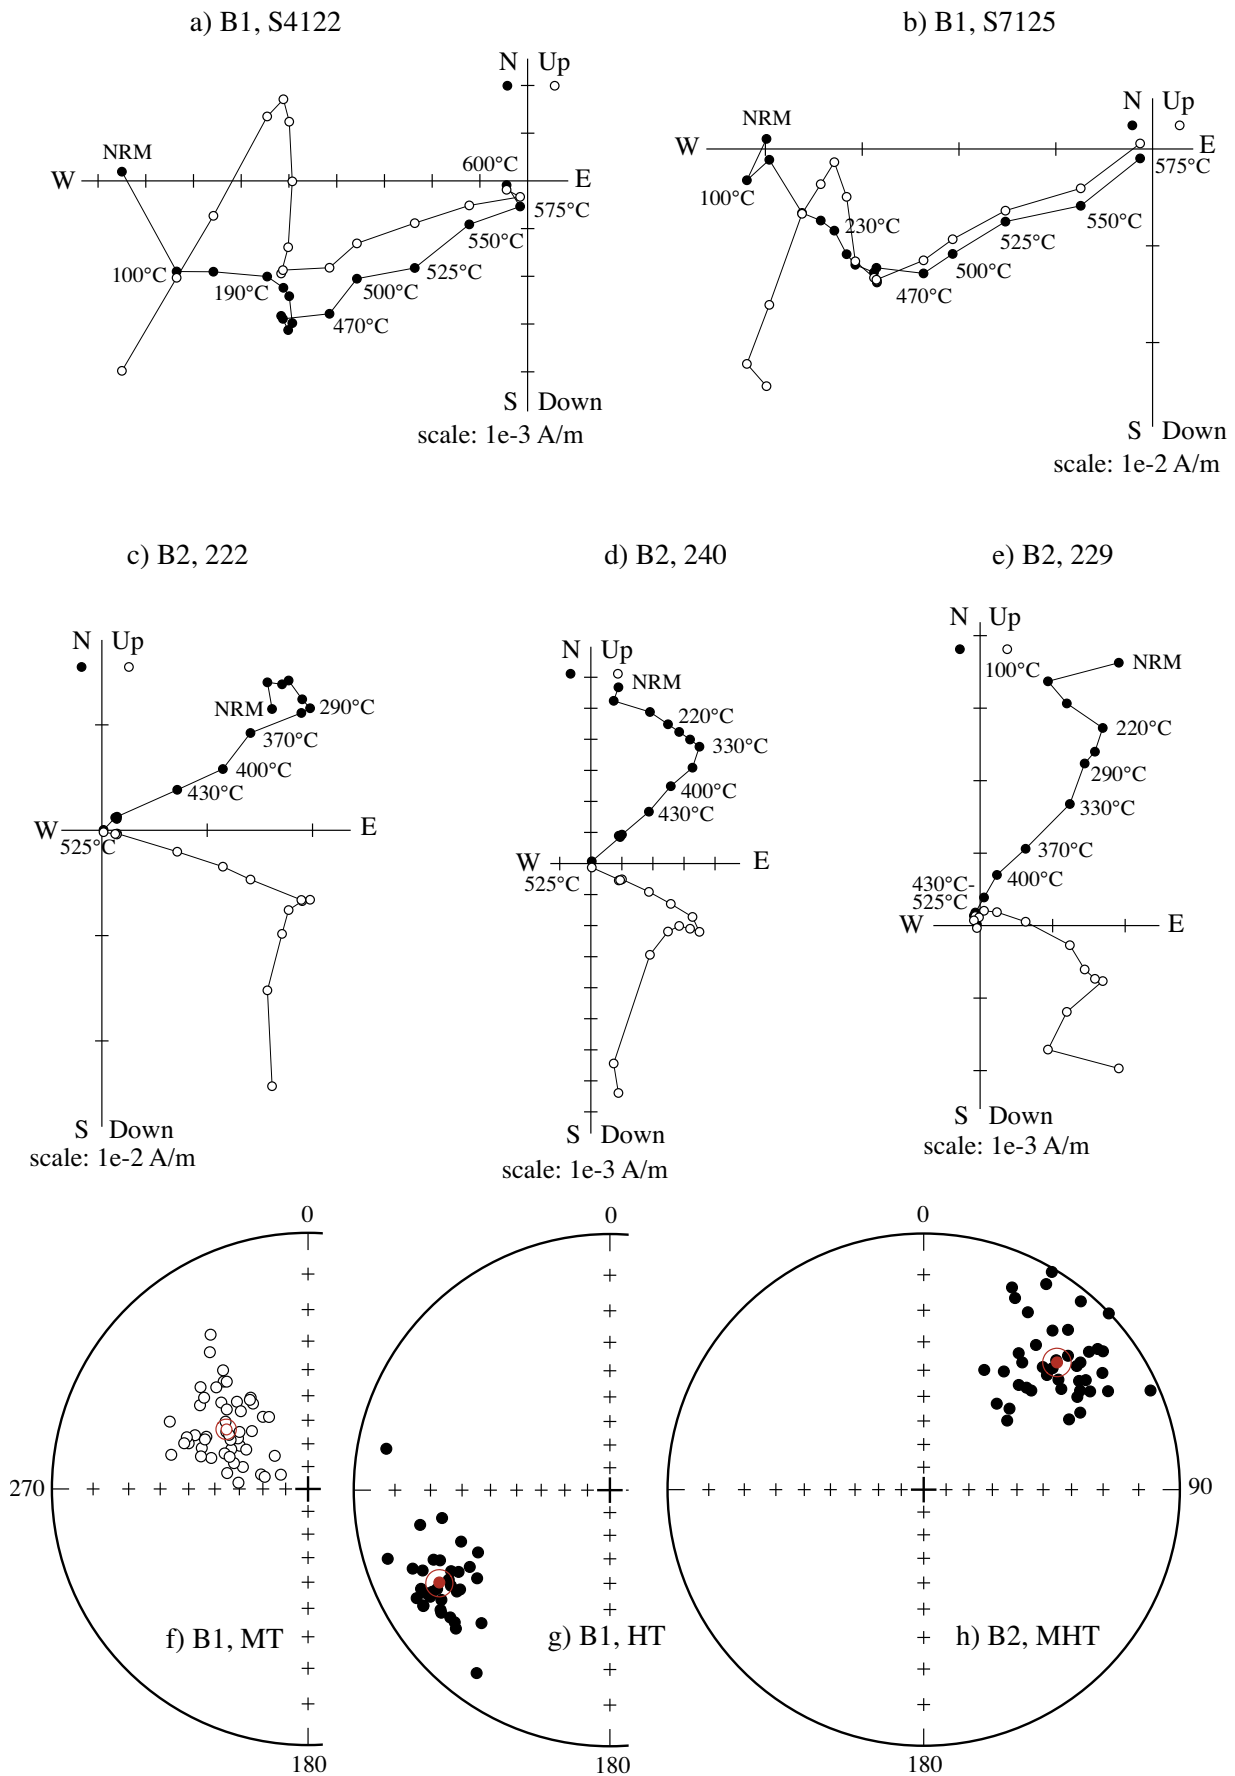 a) B1, S4122
b) B1, S7125
N Up
NRM
W
E
600°C
575°C
550°C
525°C
500°C
470°C
190°C
100°C
S Down
scale: 1e-3 A/m
N Up
NRM
W
E
575°C
100°C
230°C
550°C
525°C
500°C
470°C
S Down
scale: 1e-2 A/m
c) B2, 222
d) B2, 240
e) B2, 229
N Up
NRM
290°C
370°C
400°C
430°C
W
E
525°C
S Down
scale: 1e-2 A/m
N Up
NRM
220°C
330°C
400°C
430°C
W
E
525°C
S Down
scale: 1e-3 A/m
N Up
100°C
NRM
220°C
290°C
330°C
370°C
400°C
430°C-
525°C
W
E
S Down
scale: 1e-3 A/m
0
270
f) B1, MT
180
0
g) B1, HT
180
0
90
h) B2, MHT
180